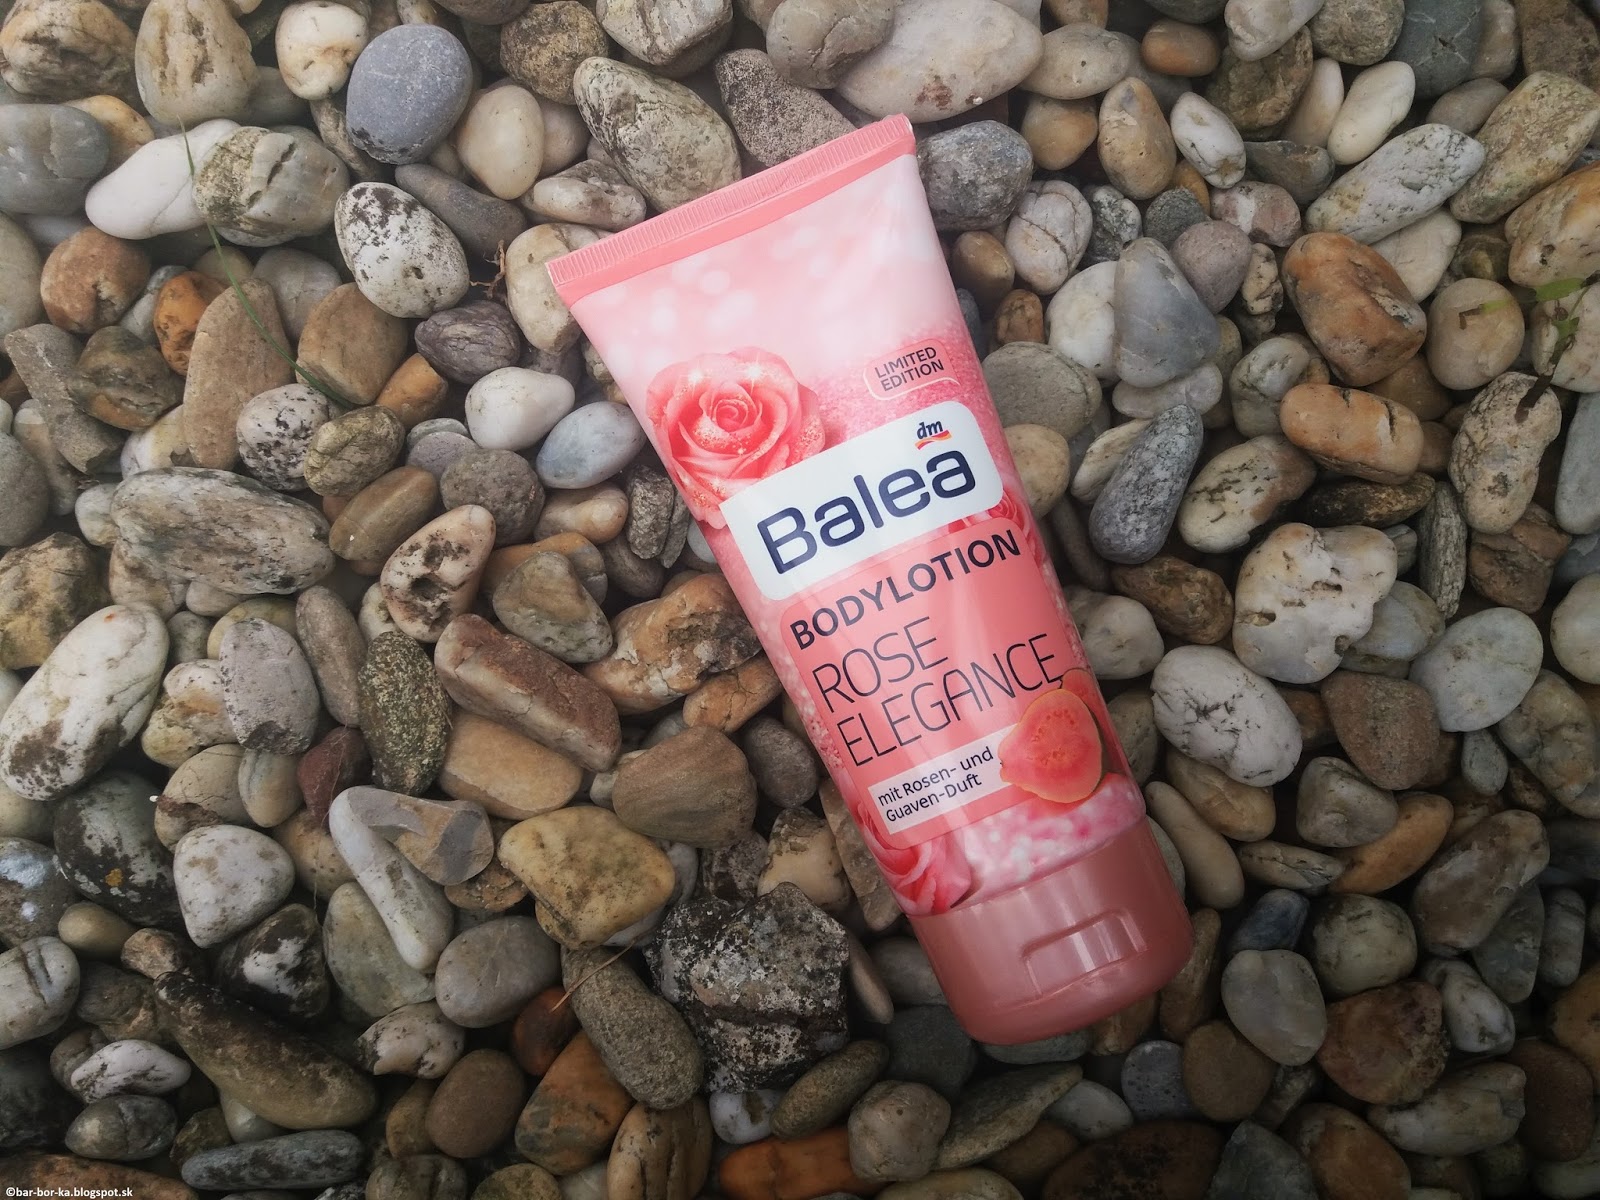 LIMITED
EDITION
dm
Balea
BODYLOTION
ROSE
ELEGANCE
mit Rosen- und
Guaven-Duft
©bar-bor-ka.blogspot.sk